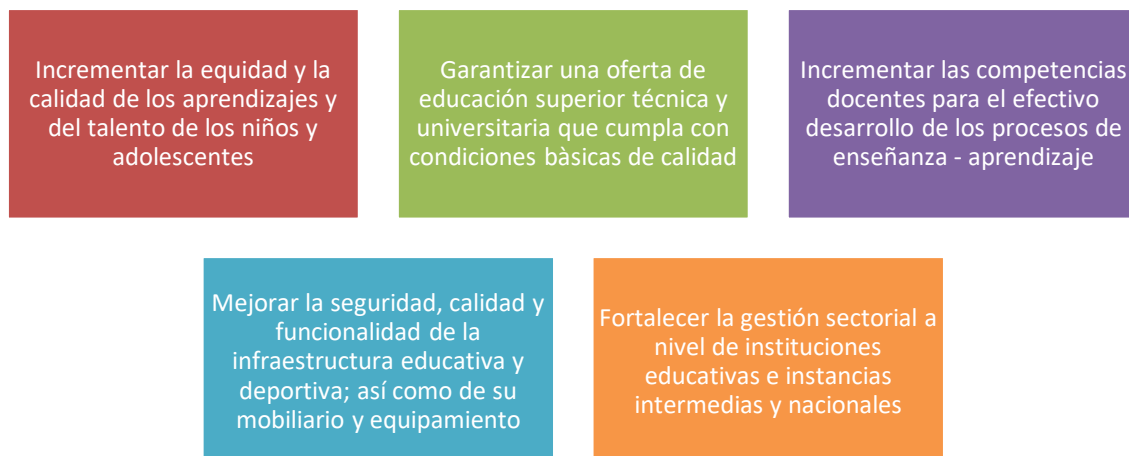 Incrementar la equidad y la
calidad de los aprendizajes y
del talento de los niños y
adolescentes
Garantizar una oferta de
educación superior técnica y
universitaria que cumpla con
condiciones bàsicas de calidad
Incrementar las competencias
docentes para el efectivo
desarrollo de los procesos de
enseñanza - aprendizaje
Mejorar la seguridad, calidad y
funcionalidad de la
infraestructura educativa y
deportiva; así como de su
mobiliario y equipamiento
Fortalecer la gestión sectorial a
nivel de instituciones
educativas e instancias
intermedias y nacionales